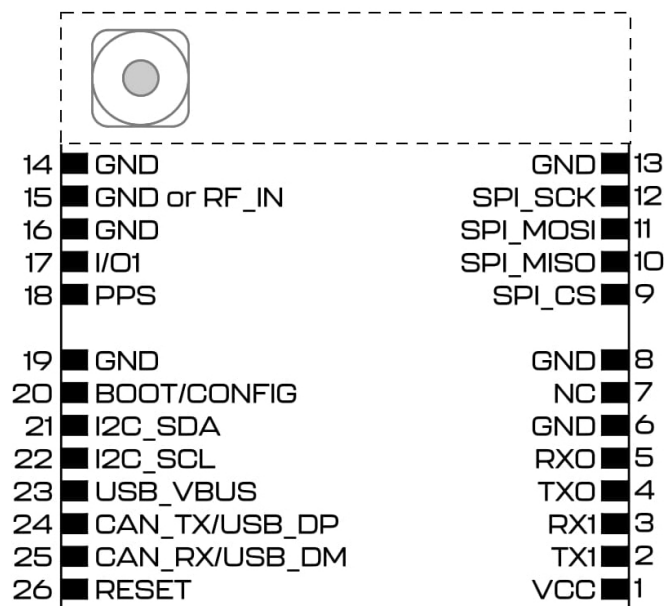 14 GND GND 13
15 GND or RF_IN SPI_SCK 12
16 GND SPI_MOSI 11
17 I/O1 SPI_MISO 10
18 PPS SPI_CS 9
19 GND GND 8
20 BOOT/CONFIG NC 7
21 I2C_SDA GND 6
22 I2C_SCL RX0 5
23 USB_VBUS TX0 4
24 CAN_TX/USB_DP RX1 3
25 CAN_RX/USB_DM TX1 2
26 RESET VCC 1